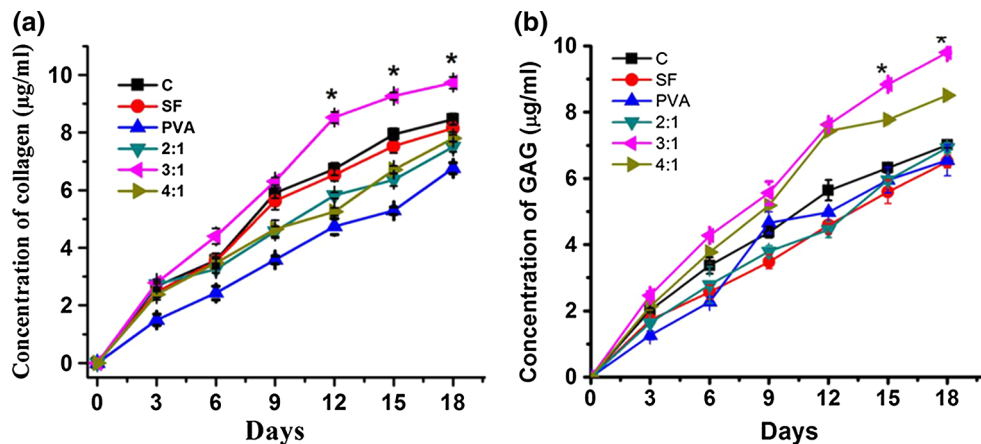 (a)
Concentration of collagen (µg/ml)
10
8
6
4
2
0
C
SF
PVA
2:1
3:1
4:1
*
*
*
0 3 6 9 12 15 18
Days
(b)
Concentration of GAG (µg/ml)
10
8
6
4
2
0
C
SF
PVA
2:1
3:1
4:1
*
*
0 3 6 9 12 15 18
Days